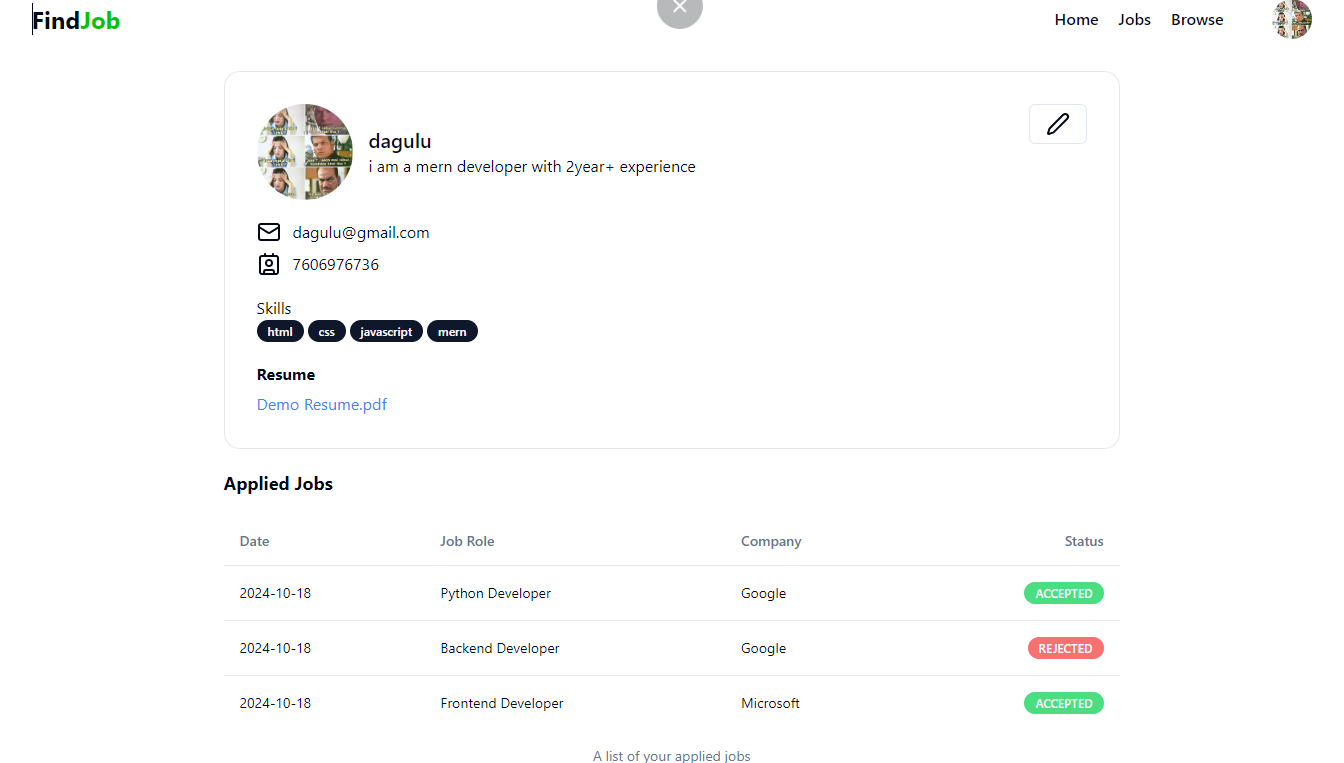 FindJob
Home Jobs Browse
dagulu
i am a mern developer with 2year+ experience
dagulu@gmail.com
7606976736
Skills
html css javascript mern
Resume
Demo Resume.pdf
Applied Jobs
Date Job Role Company Status
2024-10-18 Python Developer Google ACCEPTED
2024-10-18 Backend Developer Google REJECTED
2024-10-18 Frontend Developer Microsoft ACCEPTED
A list of your applied jobs